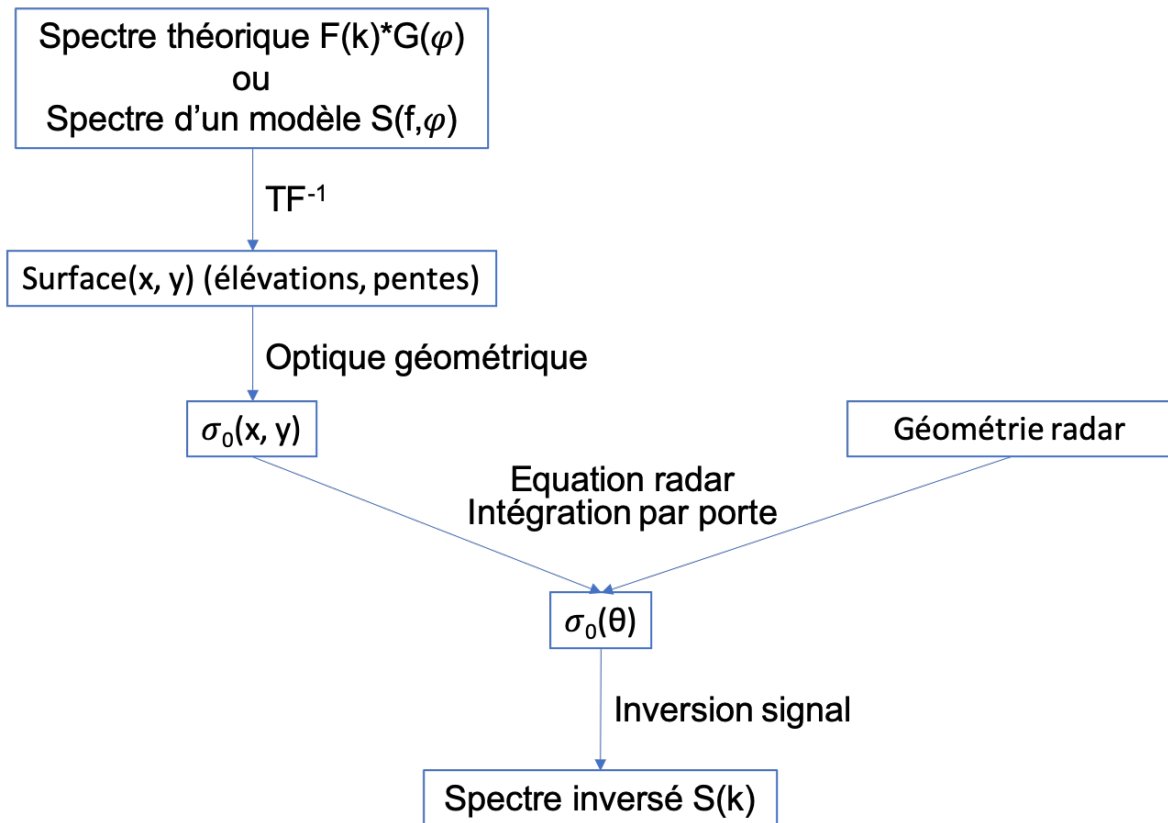 Spectre théorique F(k)*G(𝜑)
ou
Spectre d’un modèle S(f,𝜑)
TF⁻¹
Surface(x, y) (élévations, pentes)
Optique géométrique
𝜎₀(x, y)
Géométrie radar
Equation radar
Intégration par porte
𝜎₀(θ)
Inversion signal
Spectre inversé S(k)